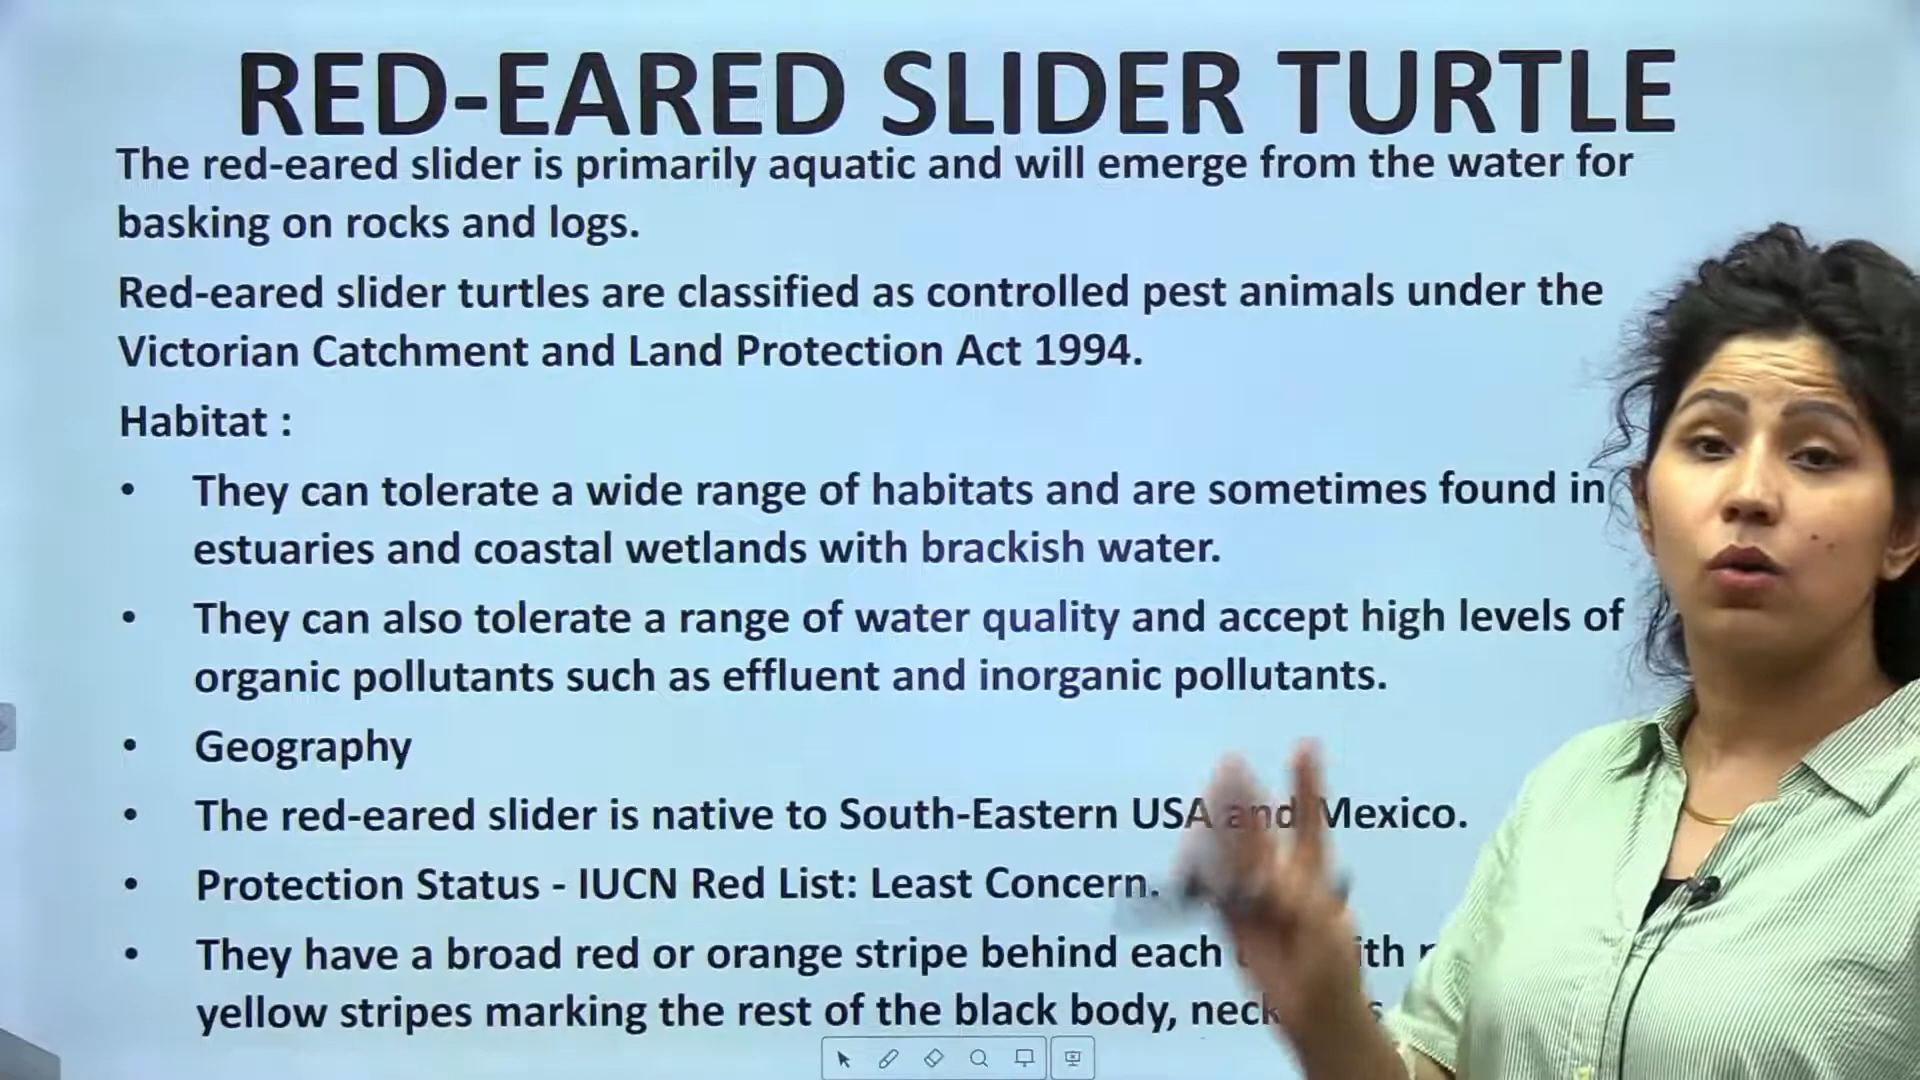 RED-EARED SLIDER TURTLE
The red-eared slider is primarily aquatic and will emerge from the water for
basking on rocks and logs.
Red-eared slider turtles are classified as controlled pest animals under the
Victorian Catchment and Land Protection Act 1994.
Habitat :
• They can tolerate a wide range of habitats and are sometimes found in
estuaries and coastal wetlands with brackish water.
• They can also tolerate a range of water quality and accept high levels of
organic pollutants such as effluent and inorganic pollutants.
• Geography
• The red-eared slider is native to South-Eastern USA and Mexico.
• Protection Status - IUCN Red List: Least Concern.
• They have a broad red or orange stripe behind each
yellow stripes marking the rest of the black body, neck